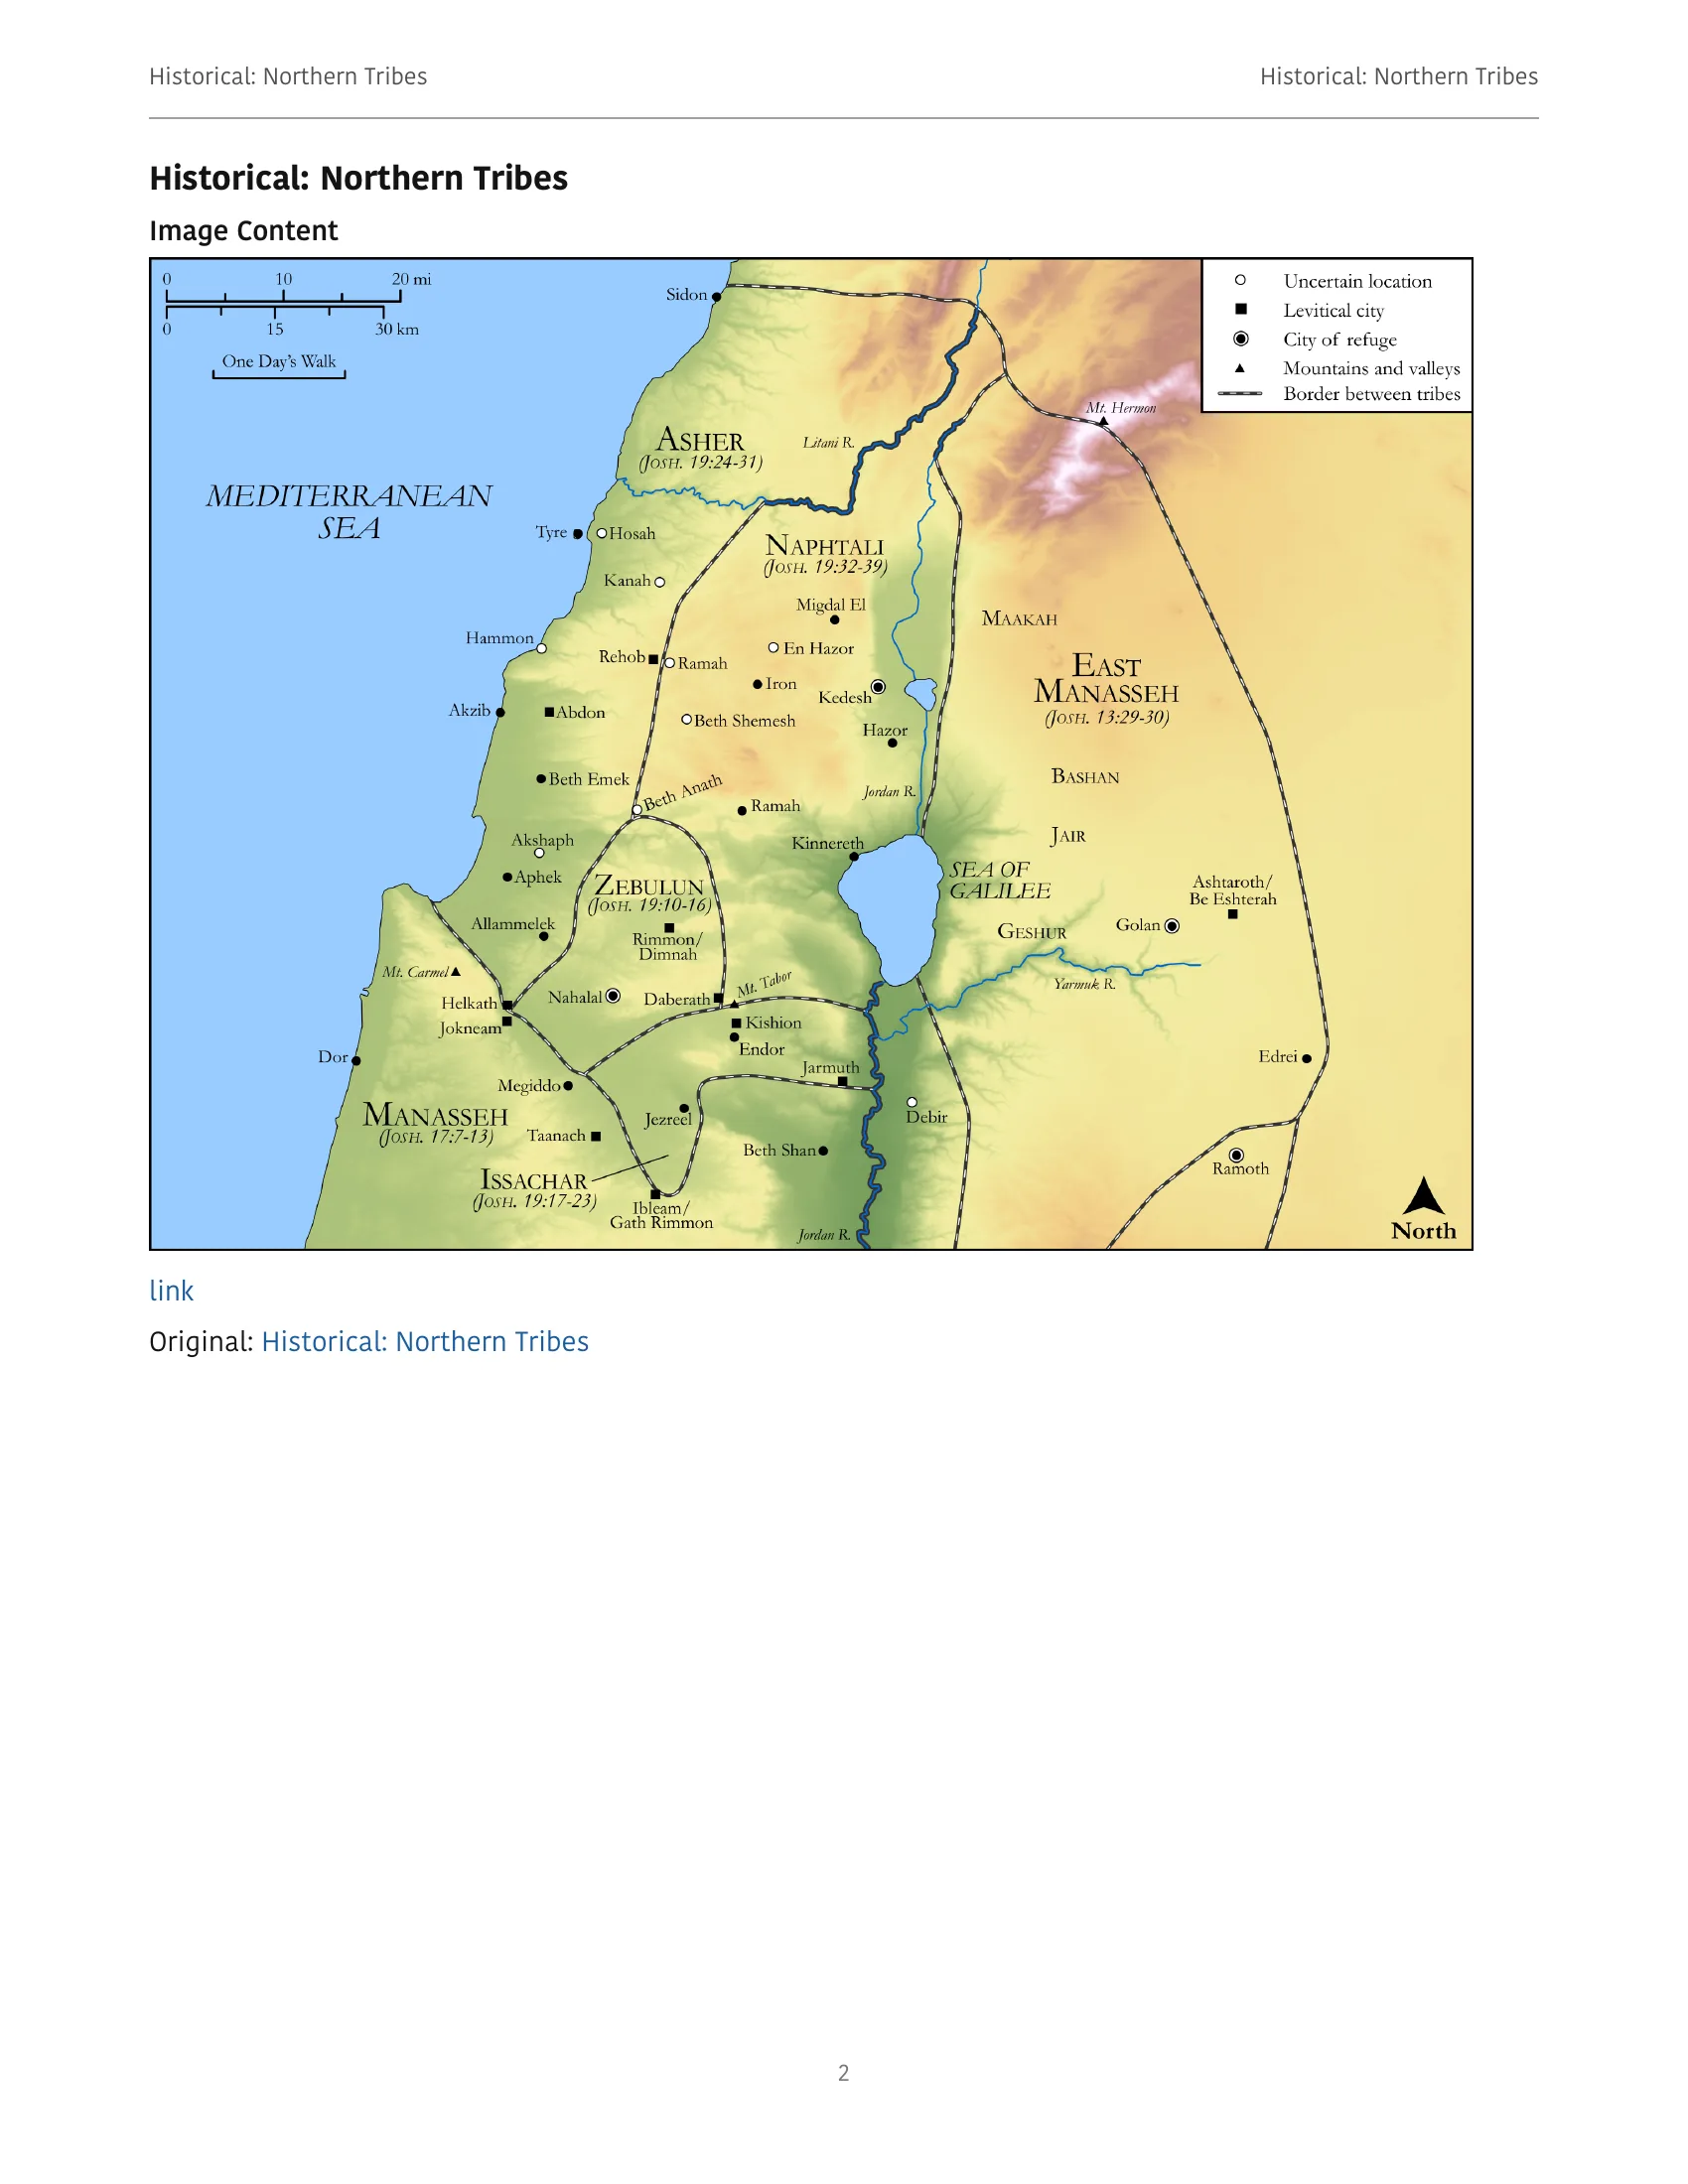 Historical: Northern Tribes
Historical: Northern Tribes
Historical: Northern Tribes
Image Content
0 10 20 mi
0 15 30 km
One Day's Walk
Uncertain location
Levitical city
City of refuge
Mountains and valleys
Border between tribes
Sidon
Mt. Hermon
ASHER
(JOSH. 19:24-31)
Litani R.
MEDITERRANEAN
SEA
Tyre
Hosah
NAPHTALI
(JOSH. 19:32-39)
Kanah
Migdal El
MAAKAH
Hammon
En Hazor
Rehob
Ramah
EAST
MANASSEH
(JOSH. 13:29-30)
Iron
Kedesh
Akzib
Abdon
Beth Shemesh
Hazor
Beth Emek
BASHAN
Beth Anath
Jordan R.
Ramah
Akshaph
Kinnereth
JAIR
Aphek
SEA OF
GALILEE
ZEBULUN
(JOSH. 19:10-16)
Ashtaroth/
Be Eshterah
Allammelek
Rimmon/
Dimnah
GESHUR
Golan
Mt. Carmel
Mt. Tabor
Yarmuk R.
Helkath
Nahalal
Daberath
Jokneam
Kishion
Endor
Dor
Jarmuth
Edrei
Megiddo
MANASSEH
(JOSH. 17:7-13)
Jezreel
Debir
Taanach
Beth Shan
Ramoth
ISSACHAR
(JOSH. 19:17-23)
Ibleam/
Gath Rimmon
Jordan R.
North
link
Original: Historical: Northern Tribes
2